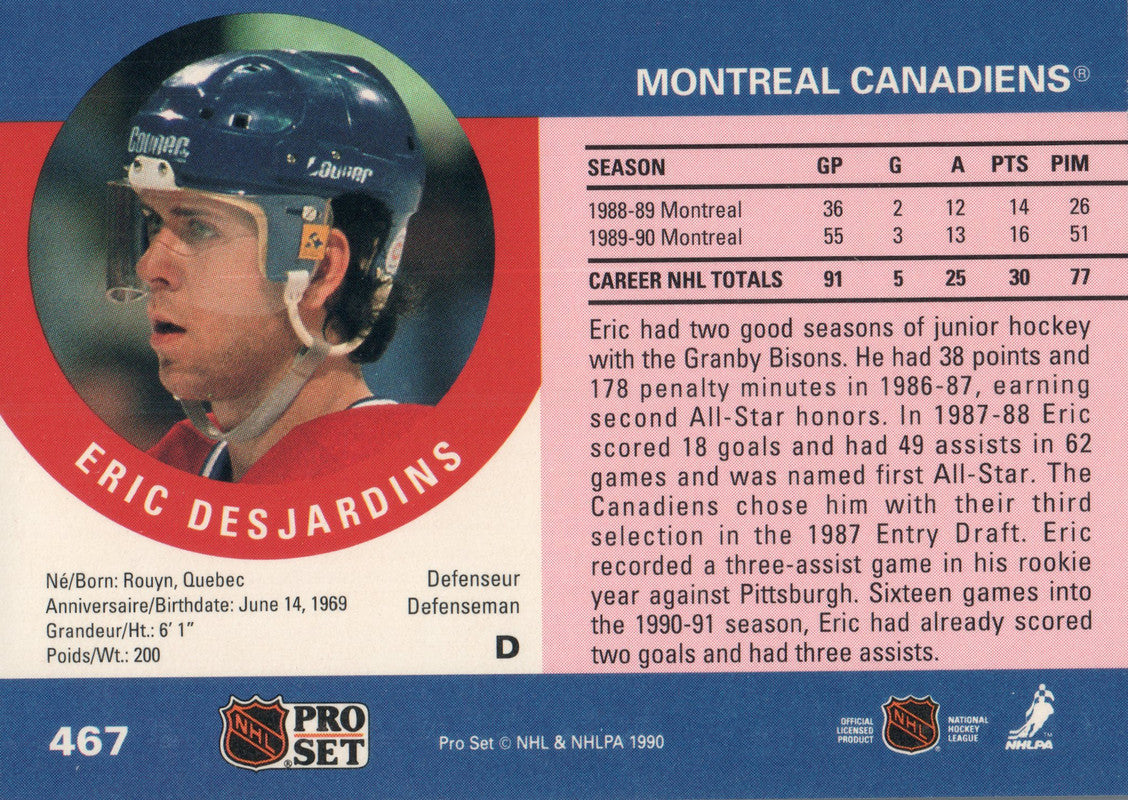 MONTREAL CANADIENS®
Cooper
Cooper
SEASON GP G A PTS PIM
1988-89 Montreal 36 2 12 14 26
1989-90 Montreal 55 3 13 16 51
CAREER NHL TOTALS 91 5 25 30 77
Eric had two good seasons of junior hockey
with the Granby Bisons. He had 38 points and
178 penalty minutes in 1986-87, earning
second All-Star honors. In 1987-88 Eric
scored 18 goals and had 49 assists in 62
games and was named first All-Star. The
Canadiens chose him with their third
selection in the 1987 Entry Draft. Eric
recorded a three-assist game in his rookie
year against Pittsburgh. Sixteen games into
the 1990-91 season, Eric had already scored
two goals and had three assists.
ERIC DESJARDINS
Né/Born: Rouyn, Quebec
Anniversaire/Birthdate: June 14, 1969
Grandeur/Ht.: 6' 1"
Poids/Wt.: 200
Defenseur
Defenseman
D
467
NHL
PRO
SET
®
Pro Set © NHL & NHLPA 1990
OFFICIAL
LICENSED
PRODUCT
NHL
NATIONAL
HOCKEY
LEAGUE
NHLPA
™